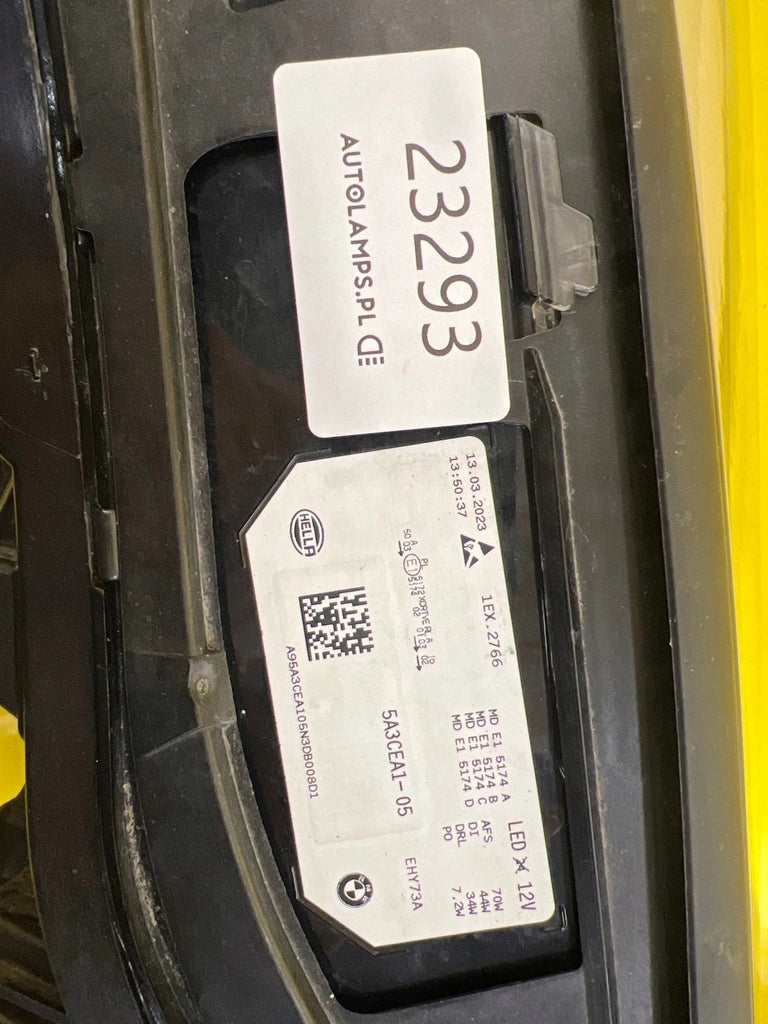 23293
AUTOLAMPS.PL
13.03.2023
13:50:37
1EX.2766
MD E1 5174 A
MD E1 5174 B
MD E1 5174 C
MD E1 5174 D
LED 12V
AFS. 70W
DI 44W
DRL 34W
PO 7.2W
E1
5A3CEA1-05
EHY73A
HELLA
A95A3CEA105N3DB008D1